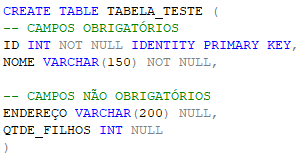 CREATE TABLE TABELA_TESTE (
-- CAMPOS OBRIGATÓRIOS
ID INT NOT NULL IDENTITY PRIMARY KEY,
NOME VARCHAR(150) NOT NULL,
-- CAMPOS NÃO OBRIGATÓRIOS
ENDEREÇO VARCHAR(200) NULL,
QTDE_FILHOS INT NULL
)